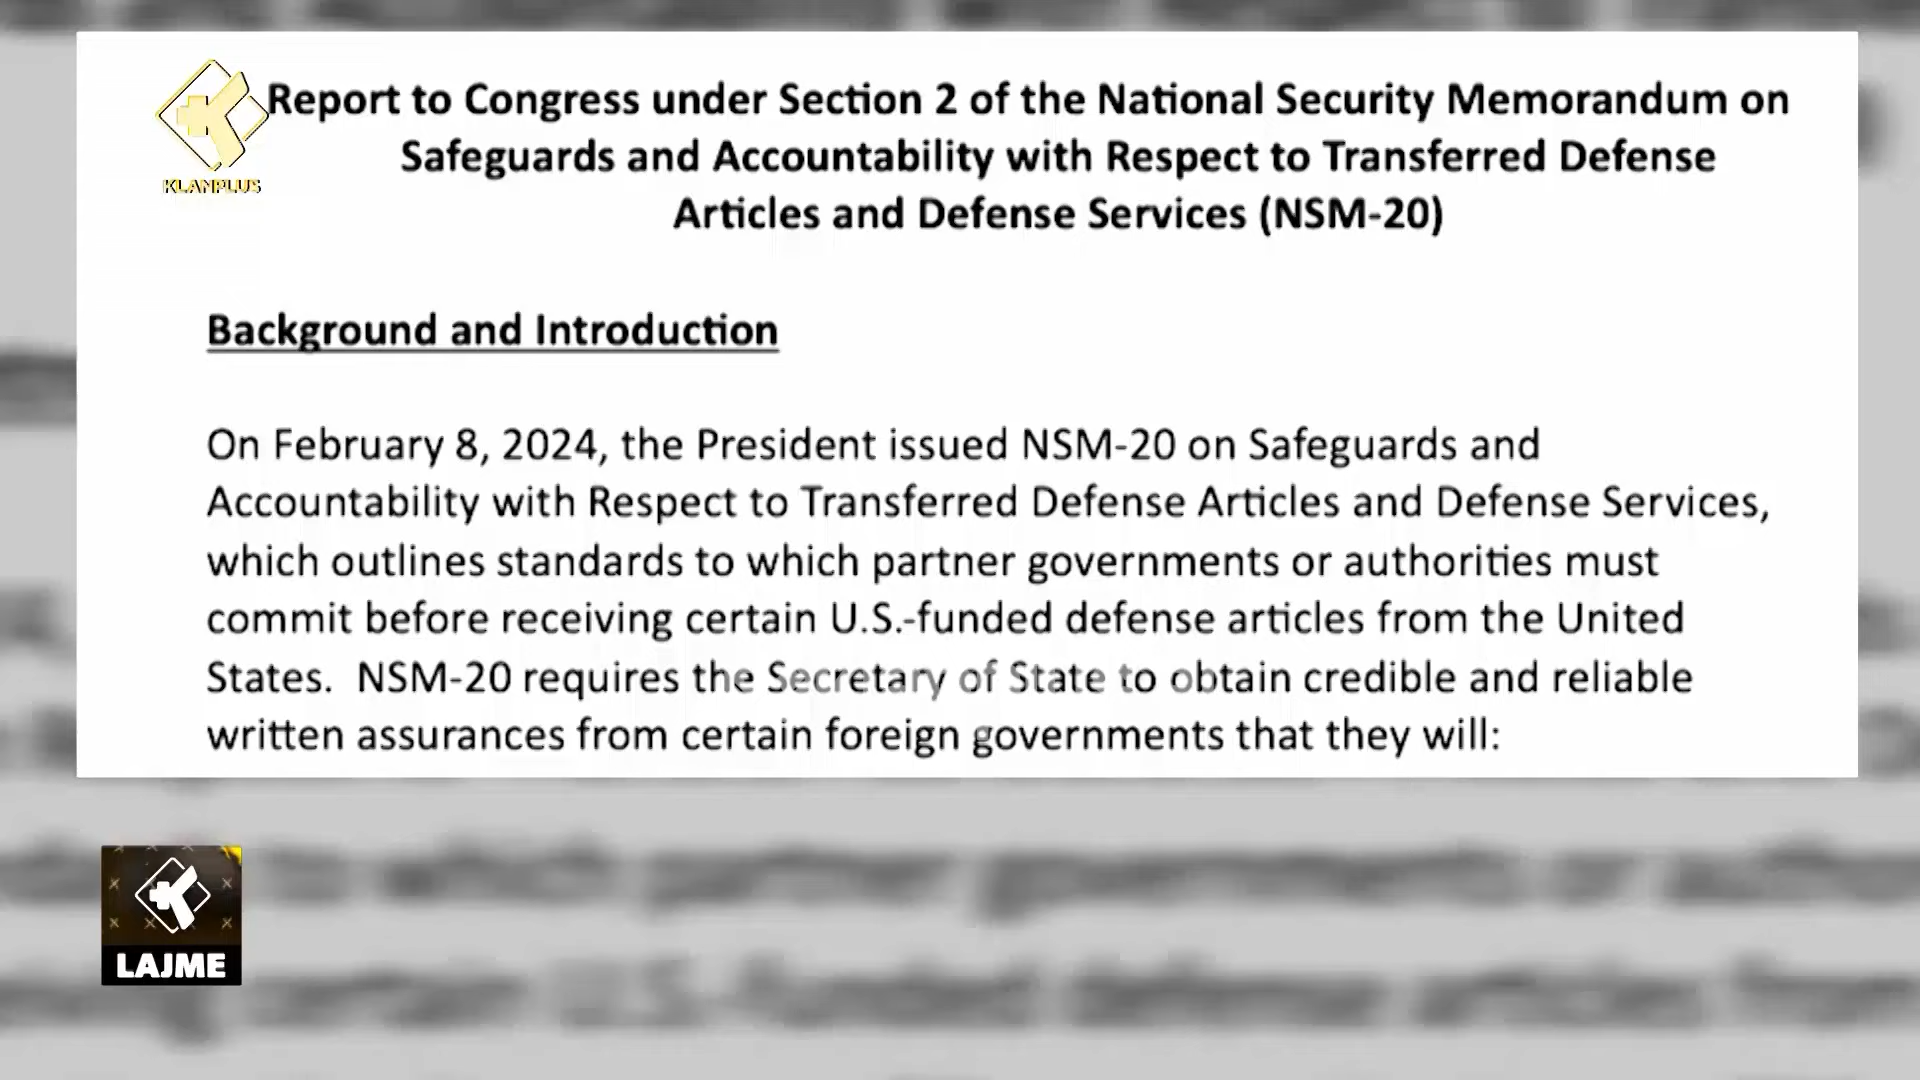 Report to Congress under Section 2 of the National Security Memorandum on
Safeguards and Accountability with Respect to Transferred Defense
Articles and Defense Services (NSM-20)
KLANPLUS
Background and Introduction
On February 8, 2024, the President issued NSM-20 on Safeguards and
Accountability with Respect to Transferred Defense Articles and Defense Services,
which outlines standards to which partner governments or authorities must
commit before receiving certain U.S.-funded defense articles from the United
States.  NSM-20 requires the Secretary of State to obtain credible and reliable
written assurances from certain foreign governments that they will:
LAJME